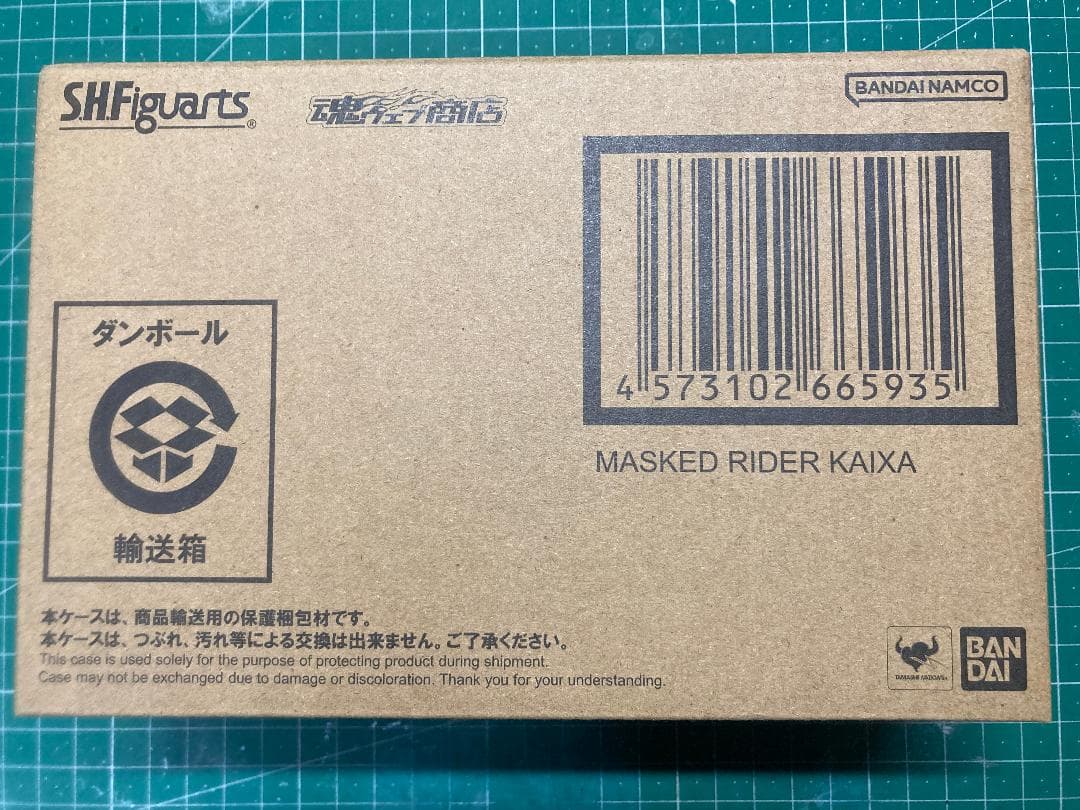 S.H.Figuarts®
魂ウェブ商店
BANDAI NAMCO
4 573102 665935
MASKED RIDER KAIXA
ダンボール
輸送箱
本ケースは、商品輸送用の保護梱包材です。
本ケースは、つぶれ、汚れ等による交換は出来ません。ご了承ください。
This case is used solely for the purpose of protecting product during shipment.
Case may not be exchanged due to damage or discoloration. Thank you for your understanding.
TAMASHII NATIONS
BAN
DAI